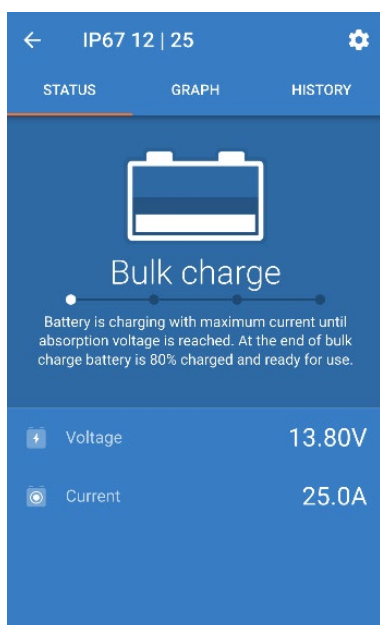 IP67 12 | 25
STATUS GRAPH HISTORY
Bulk charge
Battery is charging with maximum current until
absorption voltage is reached. At the end of bulk
charge battery is 80% charged and ready for use.
Voltage 13.80V
Current 25.0A